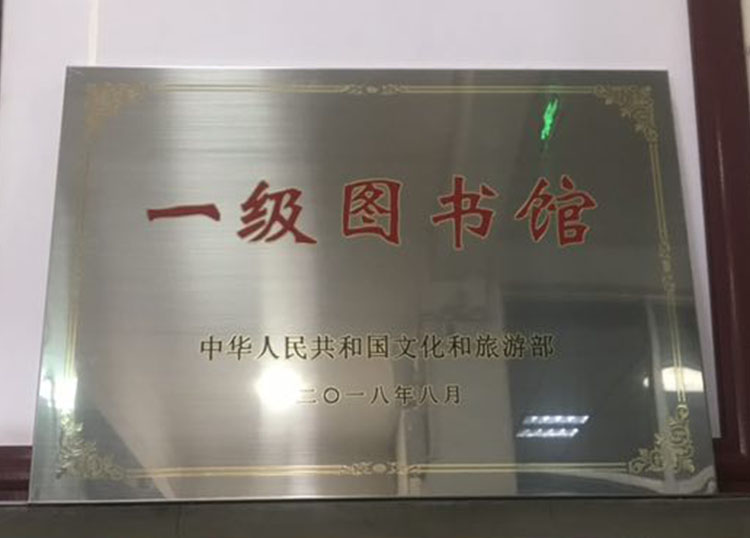 一级图书馆
中华人民共和国文化和旅游部
二〇一八年八月